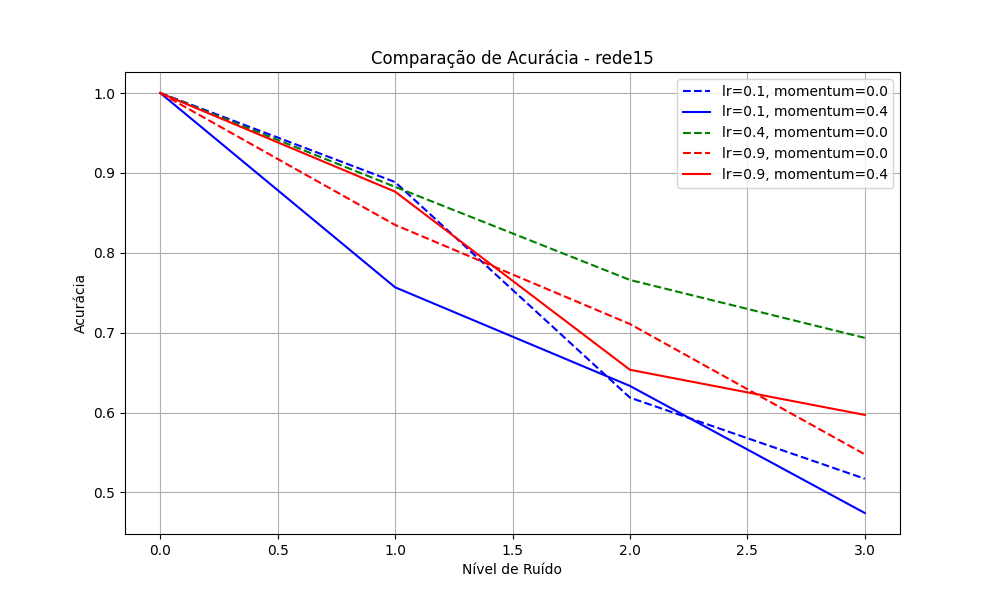 Comparação de Acurácia - rede15
lr=0.1, momentum=0.0
lr=0.1, momentum=0.4
lr=0.4, momentum=0.0
lr=0.9, momentum=0.0
lr=0.9, momentum=0.4
Acurácia
1.0
0.9
0.8
0.7
0.6
0.5
0.0 0.5 1.0 1.5 2.0 2.5 3.0
Nível de Ruído